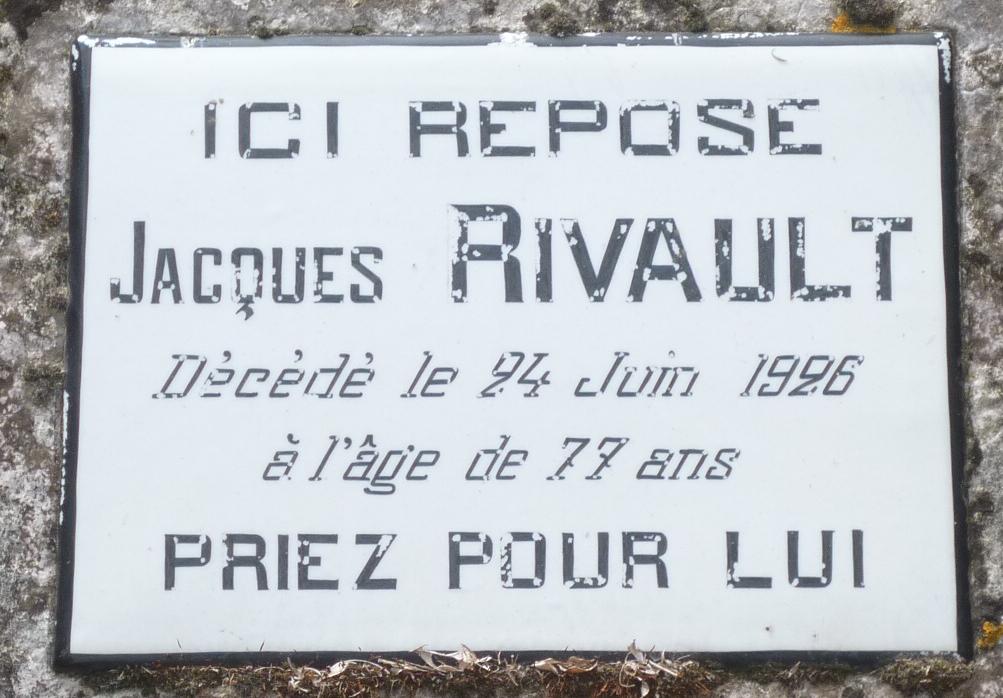 ICI REPOSE
JACQUES RIVAULT
Décédé le 24 Juin 1926
à l'âge de 77 ans
PRIEZ POUR LUI